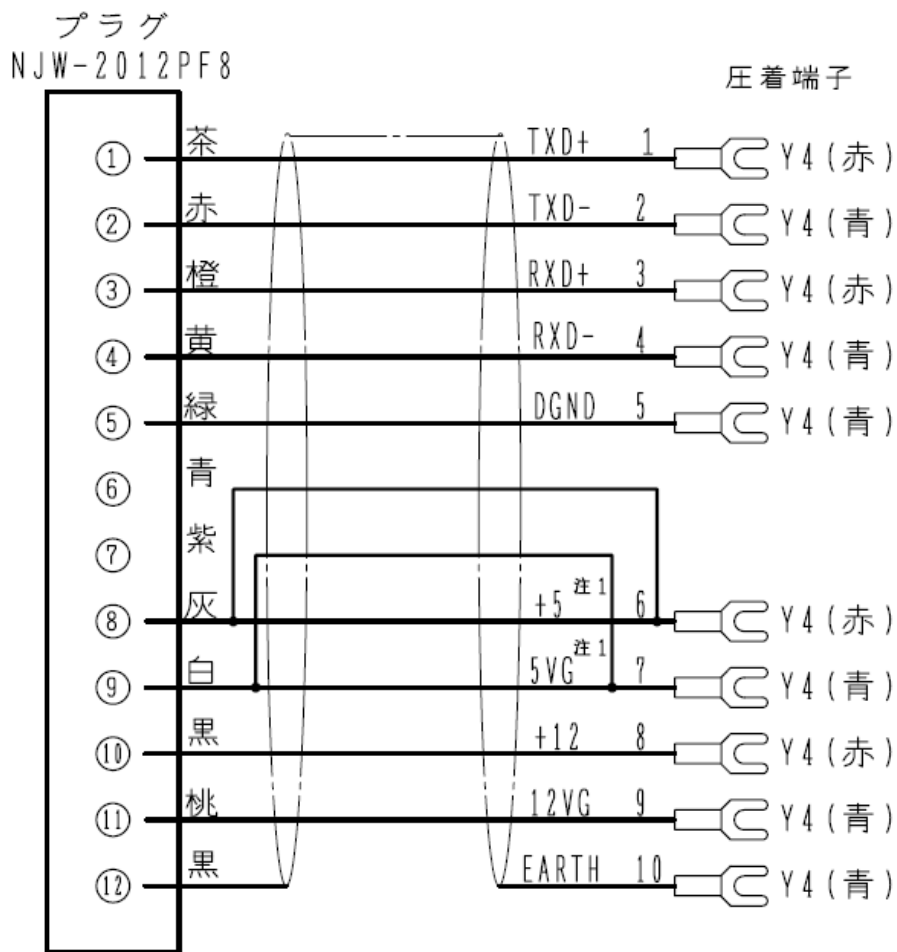 プラグ
NJW-2012PF8
圧着端子
① 茶 TXD+ 1 Y4(赤)
② 赤 TXD- 2 Y4(青)
③ 橙 RXD+ 3 Y4(赤)
④ 黄 RXD- 4 Y4(青)
⑤ 緑 DGND 5 Y4(青)
⑥ 青
⑦ 紫
⑧ 灰 +5 注1 6 Y4(赤)
⑨ 白 5VG 注1 7 Y4(青)
⑩ 黒 +12 8 Y4(赤)
⑪ 桃 12VG 9 Y4(青)
⑫ 黒 EARTH 10 Y4(青)